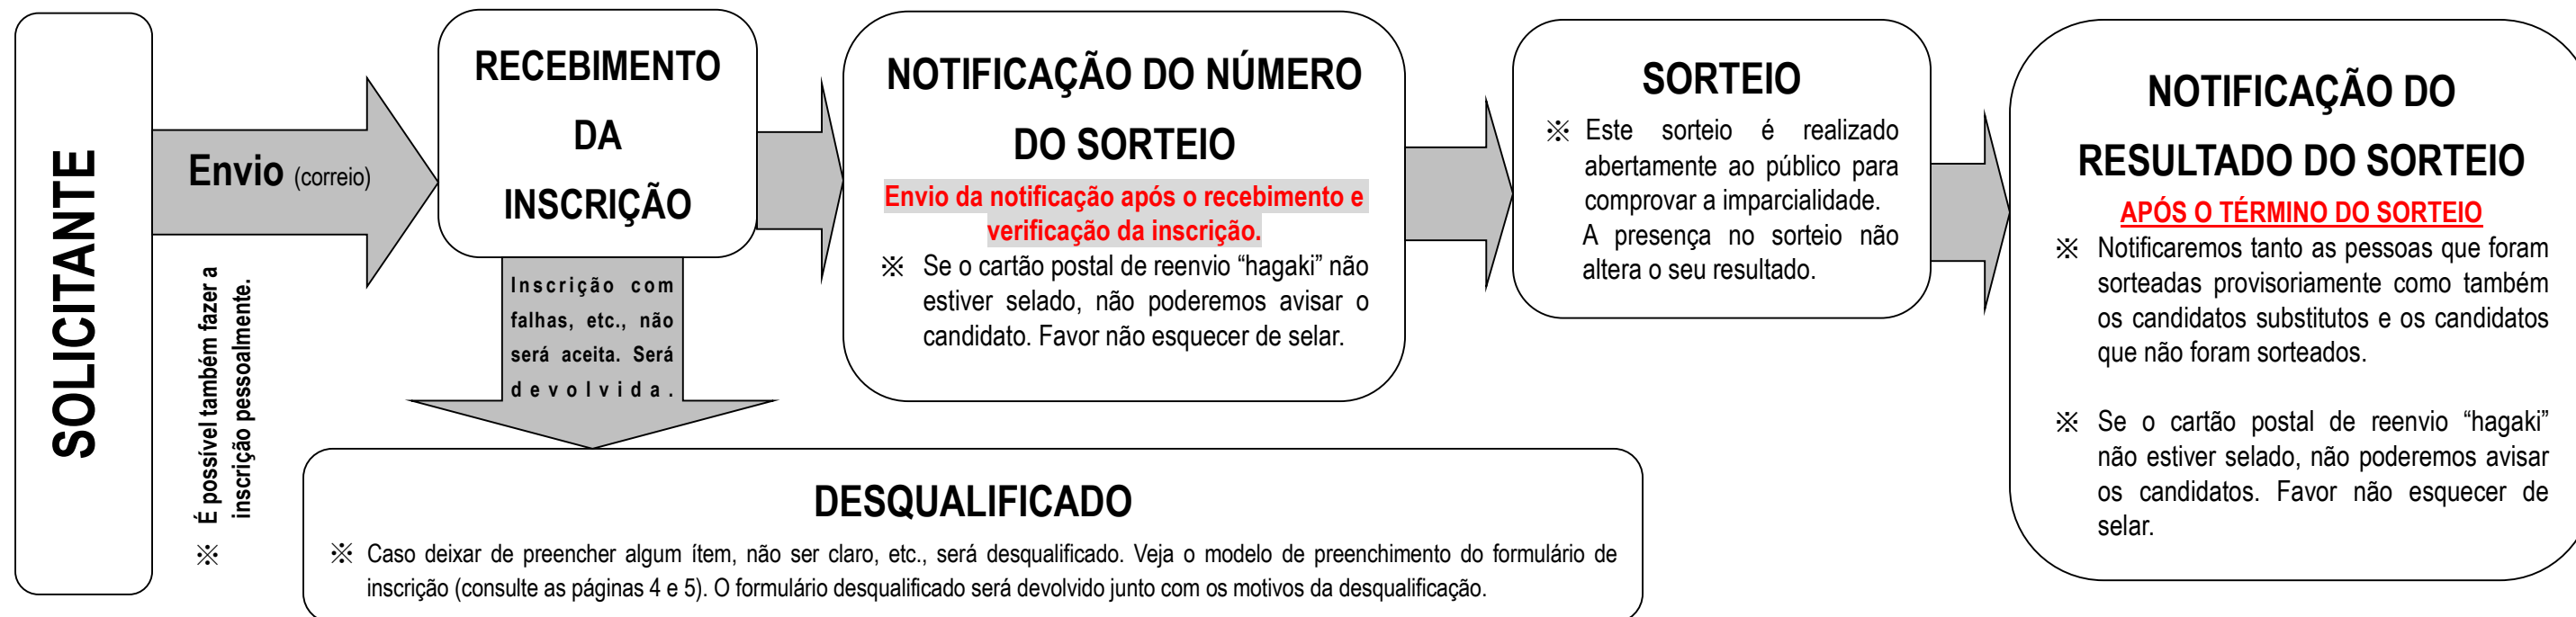 SOLICITANTE
Envio (correio)
※ É possível também fazer a
inscrição pessoalmente.
RECEBIMENTO
DA
INSCRIÇÃO
Inscrição com
falhas, etc., não
será aceita. Será
devolvida.
NOTIFICAÇÃO DO NÚMERO
DO SORTEIO
Envio da notificação após o recebimento e
verificação da inscrição.
※ Se o cartão postal de reenvio “hagaki” não
estiver selado, não poderemos avisar o
candidato. Favor não esquecer de selar.
SORTEIO
※ Este sorteio é realizado
abertamente ao público para
comprovar a imparcialidade.
A presença no sorteio não
altera o seu resultado.
NOTIFICAÇÃO DO
RESULTADO DO SORTEIO
APÓS O TÉRMINO DO SORTEIO
※ Notificaremos tanto as pessoas que foram
sorteadas provisoriamente como também
os candidatos substitutos e os candidatos
que não foram sorteados.
※ Se o cartão postal de reenvio “hagaki”
não estiver selado, não poderemos avisar
os candidatos. Favor não esquecer de
selar.
DESQUALIFICADO
※ Caso deixar de preencher algum ítem, não ser claro, etc., será desqualificado. Veja o modelo de preenchimento do formulário de
inscrição (consulte as páginas 4 e 5). O formulário desqualificado será devolvido junto com os motivos da desqualificação.